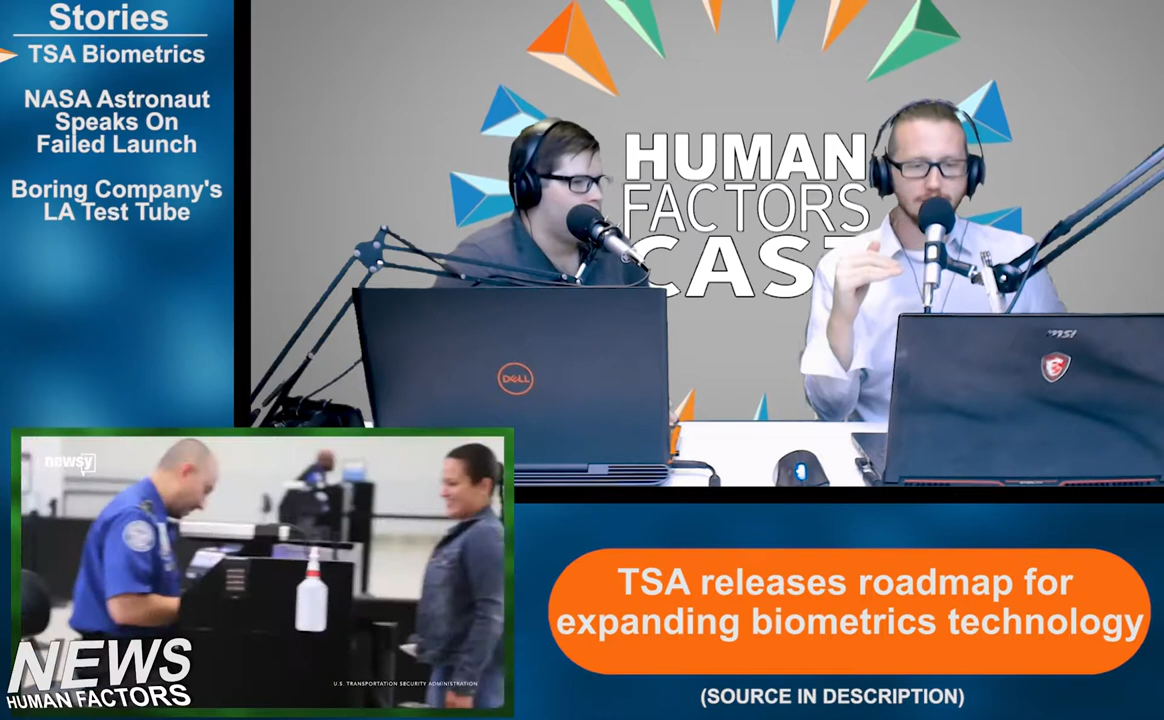 Stories
TSA Biometrics
NASA Astronaut
Speaks On
Failed Launch
Boring Company's
LA Test Tube
HUMAN
FACTORS
CAST
DELL
msi
newsy
U.S. TRANSPORTATION SECURITY ADMINISTRATION
NEWS
HUMAN FACTORS
TSA releases roadmap for
expanding biometrics technology
(SOURCE IN DESCRIPTION)